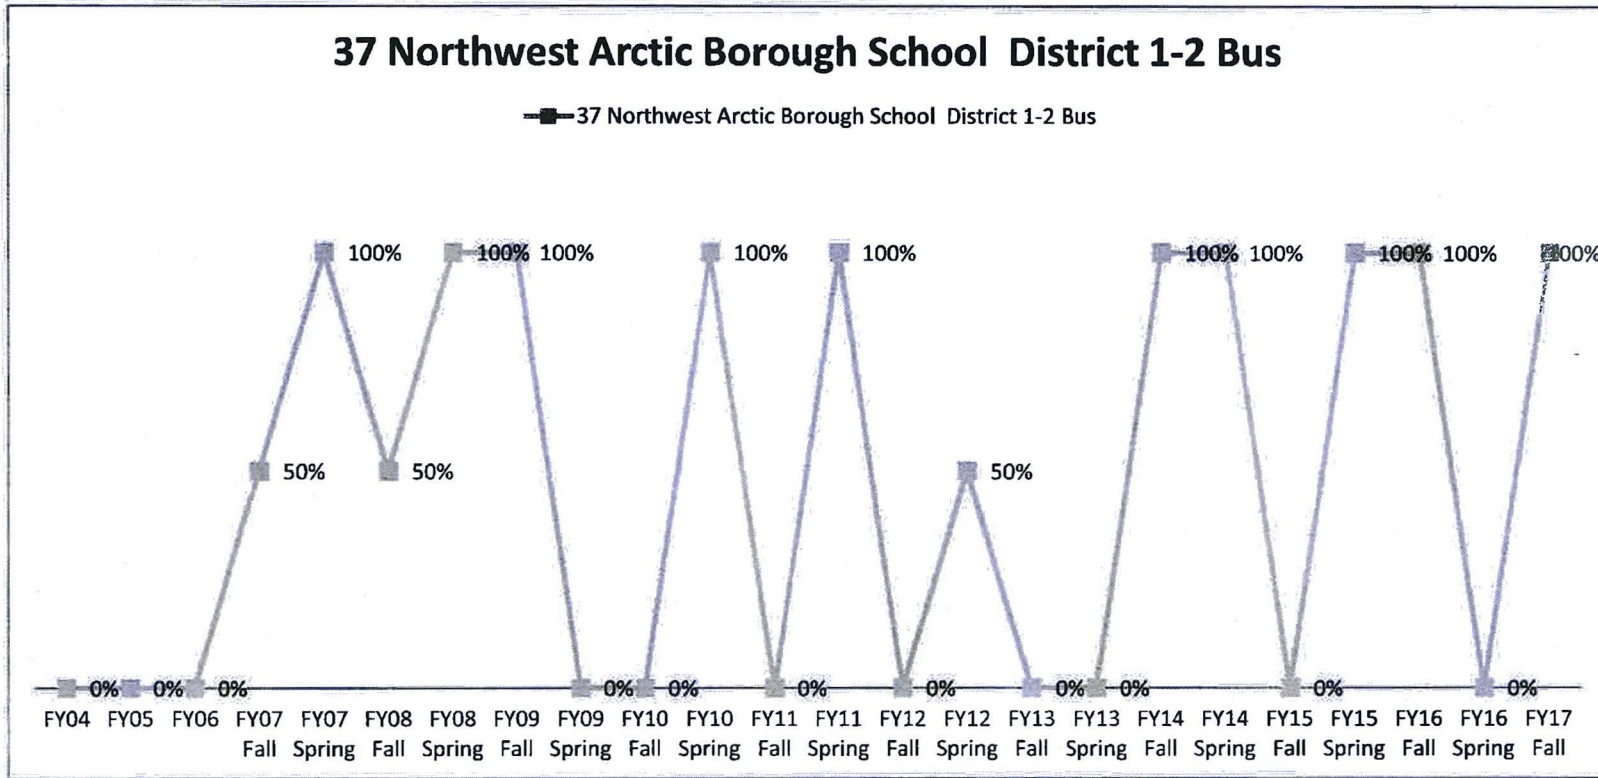 37 Northwest Arctic Borough School District 1-2 Bus
37 Northwest Arctic Borough School District 1-2 Bus
100% 100% 100% 100% 100% 100% 100% 100% 100% 100%
50% 50% 50%
0% 0% 0% 0% 0% 0% 0% 0% 0% 0% 0%
FY04 FY05 FY06 FY07 FY07 FY08 FY08 FY09 FY09 FY10 FY10 FY11 FY11 FY12 FY12 FY13 FY13 FY14 FY14 FY15 FY15 FY16 FY16 FY17
Fall Spring Fall Spring Fall Spring Fall Spring Fall Spring Fall Spring Fall Spring Fall Spring Fall Spring Fall Spring Fall